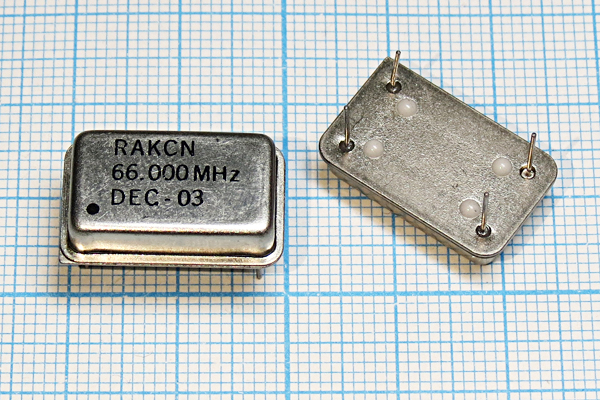 RAKCN
66.000MHz
DEC-03